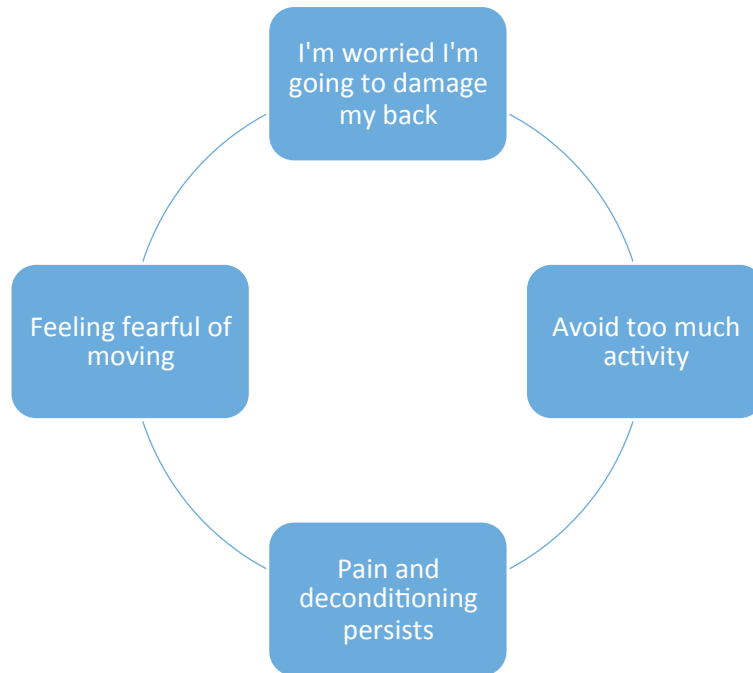 I'm worried I'm
going to damage
my back
Avoid too much
activity
Pain and
deconditioning
persists
Feeling fearful of
moving